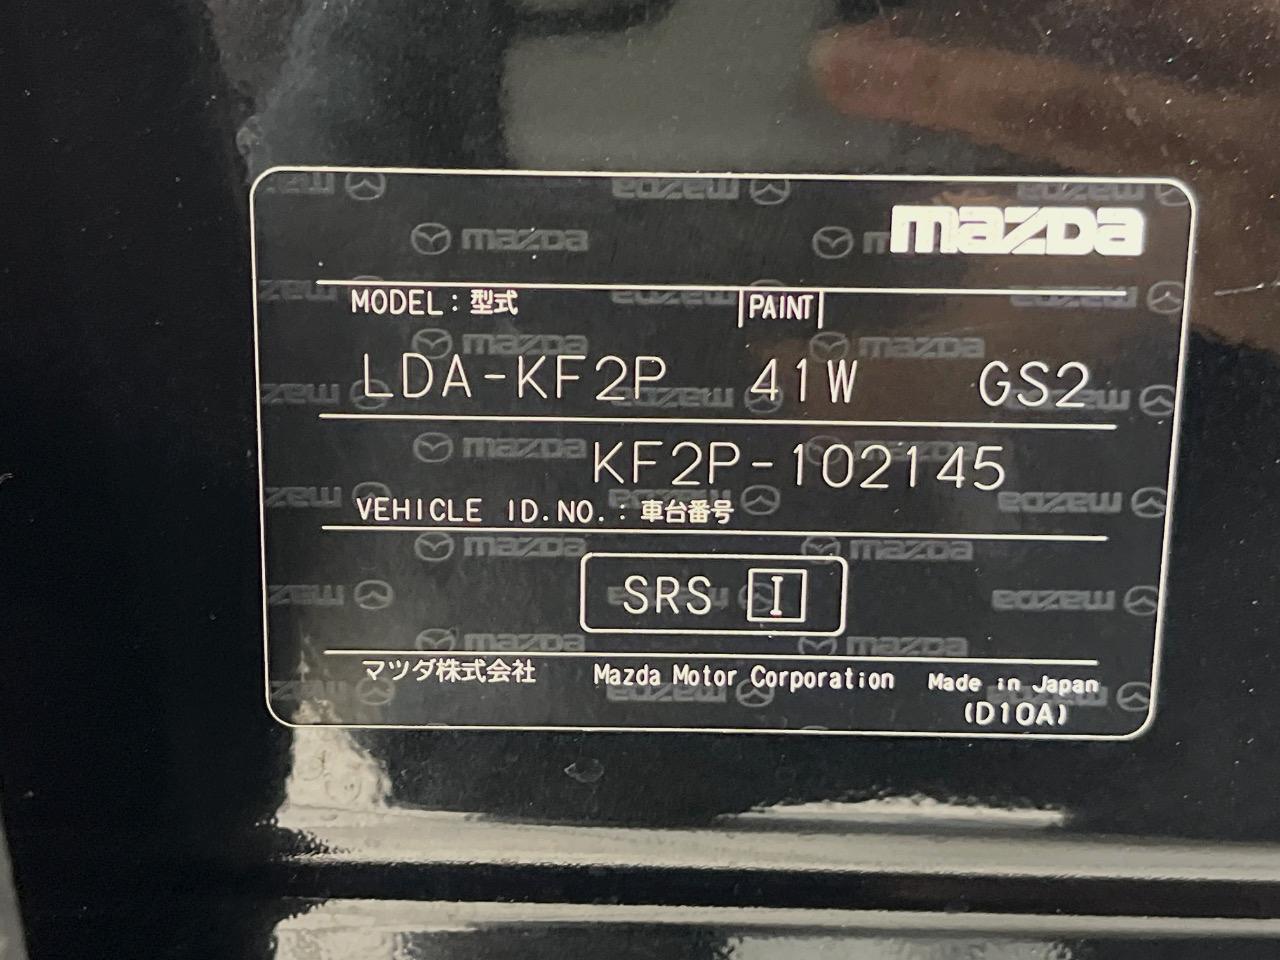 mazda
MODEL : 型式 PAINT
LDA-KF2P 41W GS2
KF2P-102145
VEHICLE ID.NO. : 車台番号
SRS I
マツダ株式会社 Mazda Motor Corporation Made in Japan
(D10A)